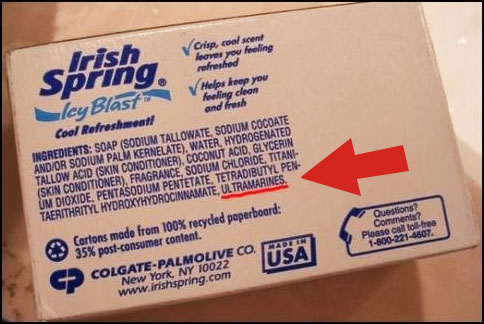 Irish
Spring®
Icy Blast™
Cool Refreshment!
✓ Crisp, cool scent
leaves you feeling
refreshed
✓ Helps keep you
feeling clean
and fresh
INGREDIENTS: SOAP (SODIUM TALLOWATE, SODIUM COCOATE
AND/OR SODIUM PALM KERNELATE), WATER, HYDROGENATED
TALLOW ACID (SKIN CONDITIONER), COCONUT ACID, GLYCERIN
(SKIN CONDITIONER), FRAGRANCE, SODIUM CHLORIDE, TITANI-
UM DIOXIDE, PENTASODIUM PENTETATE, TETRADIBUTYL PEN-
TAERITHRITYL HYDROXYHYDROCINNAMATE, ULTRAMARINES.
Cartons made from 100% recycled paperboard:
35% post-consumer content.
CP COLGATE-PALMOLIVE CO.
New York, NY 10022
www.irishspring.com
MADE IN
USA
Questions?
Comments?
Please call toll-free
1-800-221-4607.